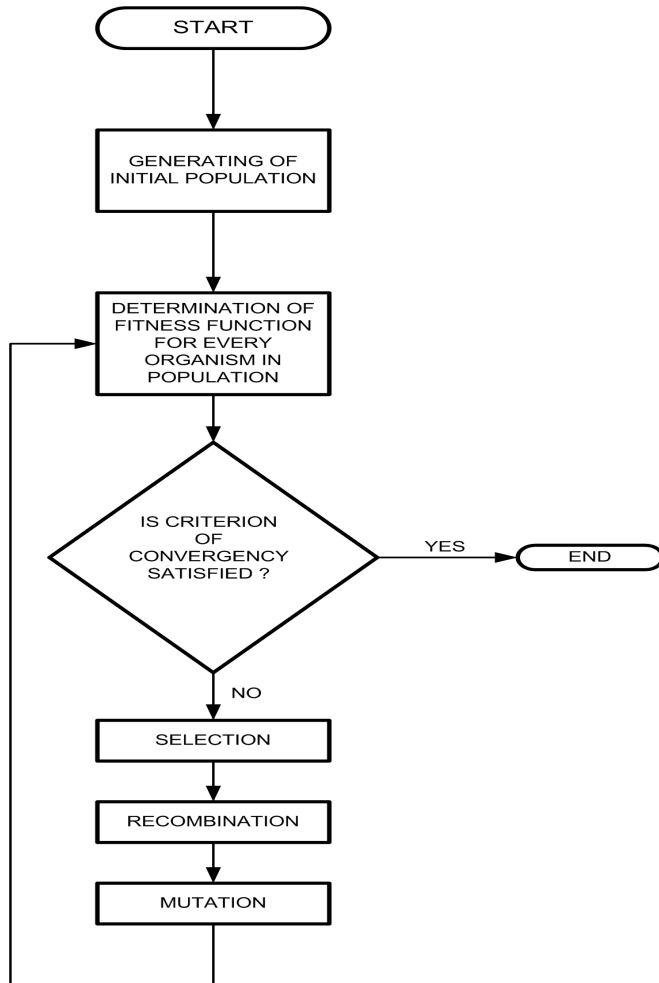 START
GENERATING OF
INITIAL POPULATION
DETERMINATION OF
FITNESS FUNCTION
FOR EVERY
ORGANISM IN
POPULATION
IS CRITERION
OF
CONVERGENCY
SATISFIED ?
YES
END
NO
SELECTION
RECOMBINATION
MUTATION